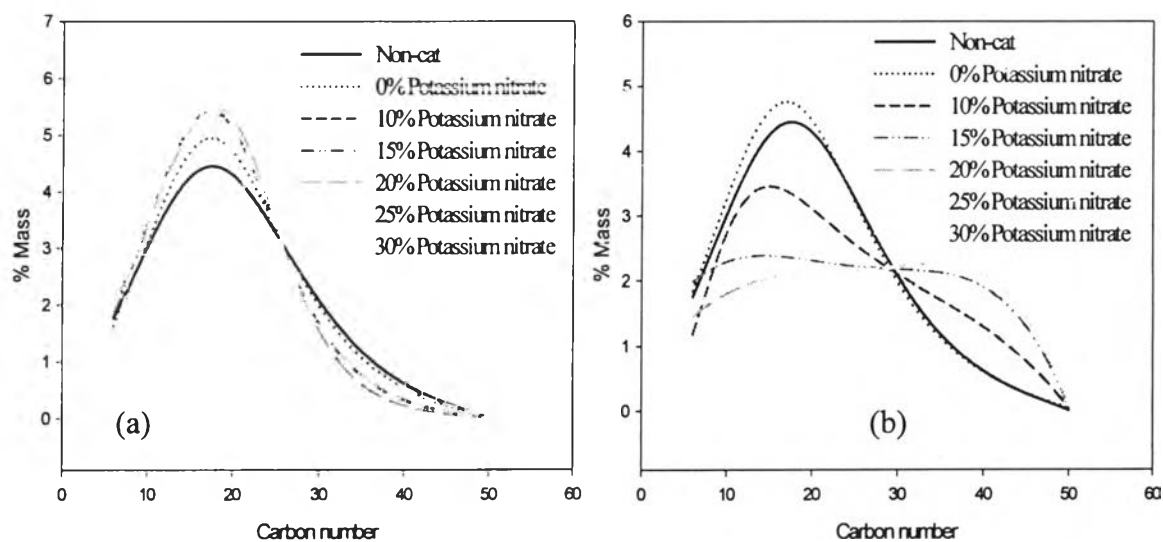 7
6
5
4
3
2
1
0
% Mass
Non-cat
0% Potassium nitrate
10% Potassium nitrate
15% Potassium nitrate
20% Potassium nitrate
25% Potassium nitrate
30% Potassium nitrate
(a)
0 10 20 30 40 50 60
Carbon number
6
5
4
3
2
1
0
% Mass
Non-cat
0% Potassium nitrate
10% Potassium nitrate
15% Potassium nitrate
20% Potassium nitrate
25% Potassium nitrate
30% Potassium nitrate
(b)
0 10 20 30 40 50 60
Carbon number